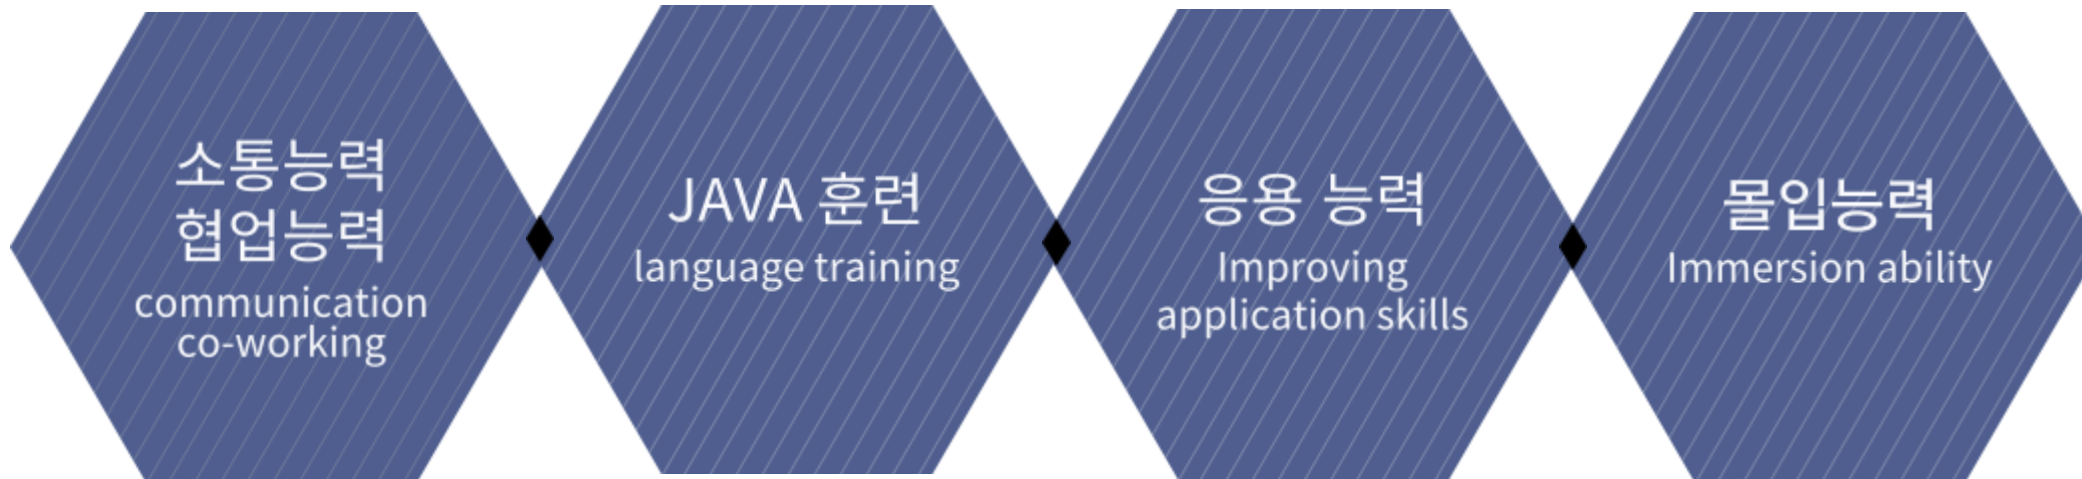 소통능력
협업능력
communication
co-working
JAVA 훈련
language training
응용 능력
Improving
application skills
몰입능력
Immersion ability